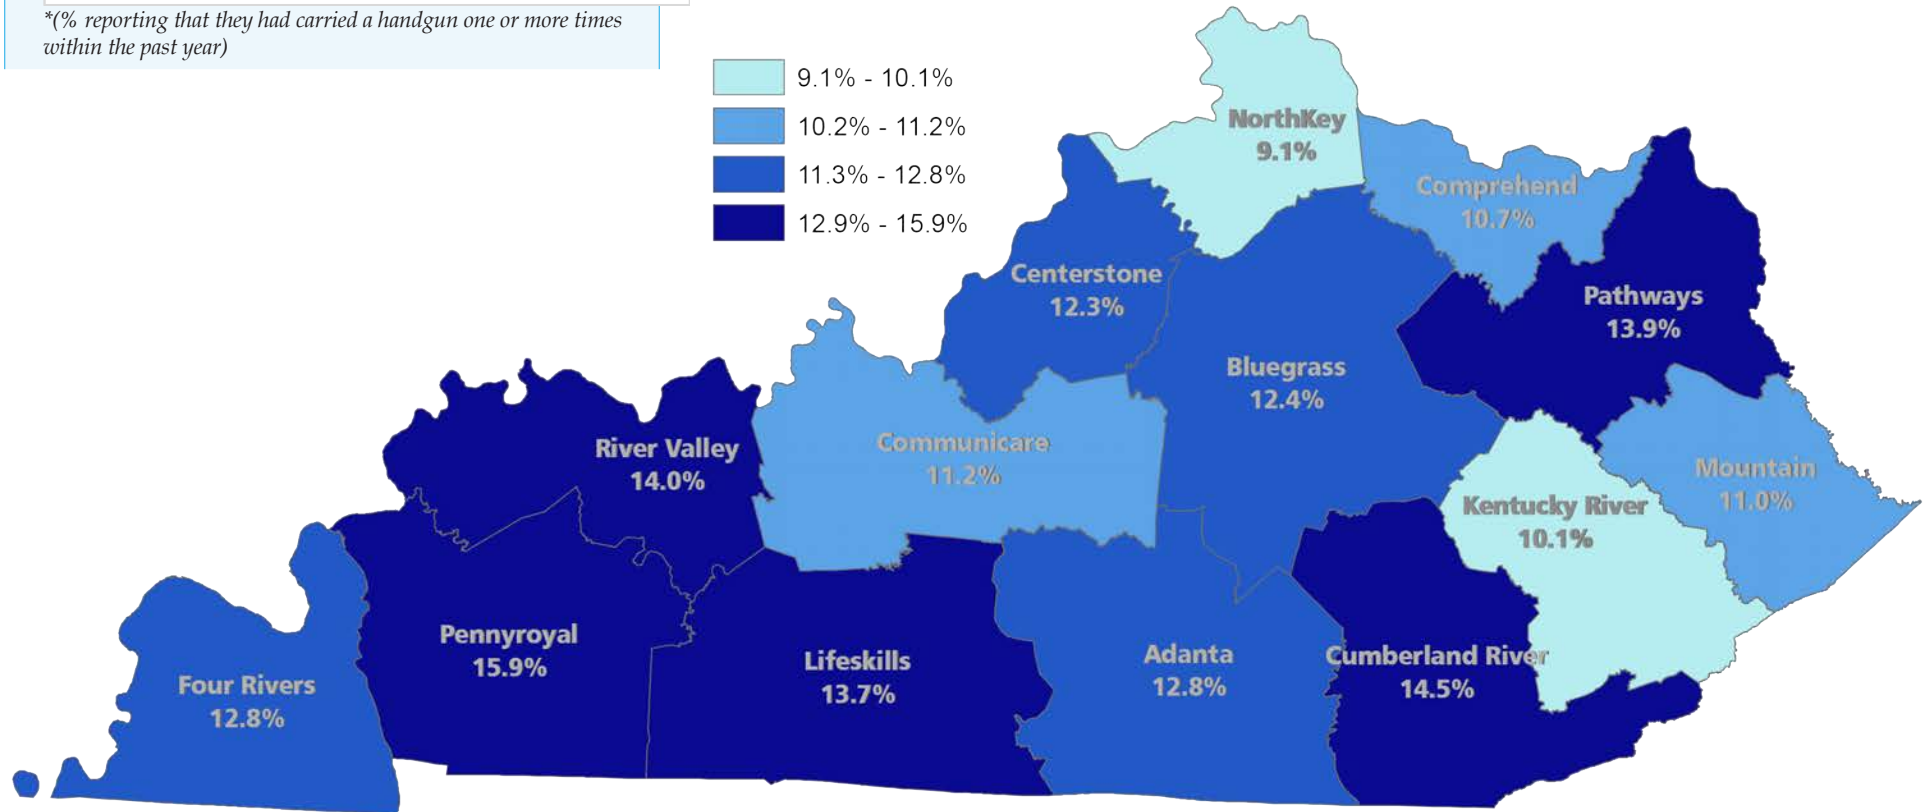 *(% reporting that they had carried a handgun one or more times
within the past year)
9.1% - 10.1%
10.2% - 11.2%
11.3% - 12.8%
12.9% - 15.9%
NorthKey
9.1%
Comprehend
10.7%
Centerstone
12.3%
Pathways
13.9%
Bluegrass
12.4%
River Valley
14.0%
Communicare
11.2%
Mountain
11.0%
Kentucky River
10.1%
Pennyroyal
15.9%
Lifeskills
13.7%
Adanta
12.8%
Cumberland River
14.5%
Four Rivers
12.8%